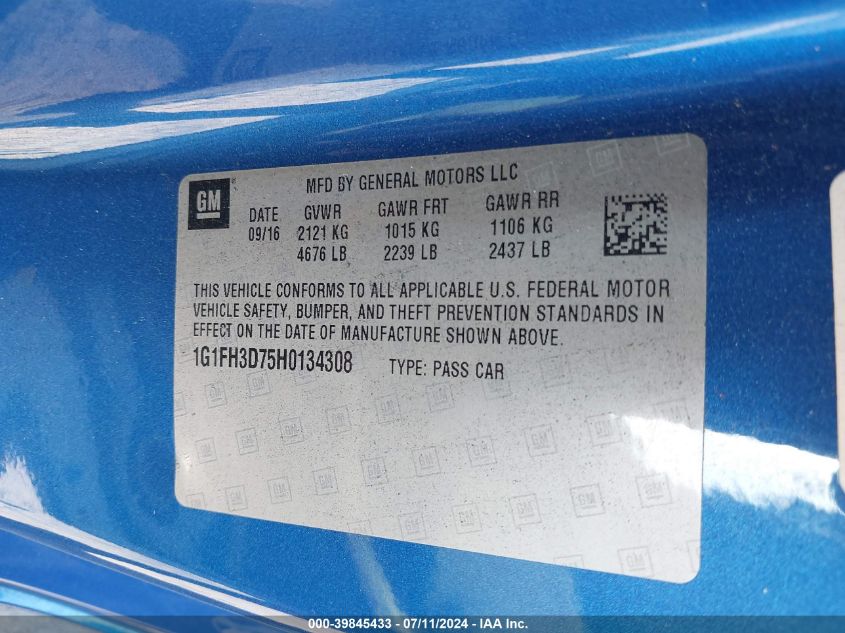 GM
MFD BY GENERAL MOTORS LLC
DATE GVWR GAWR FRT GAWR RR
09/16 2121 KG 1015 KG 1106 KG
4676 LB 2239 LB 2437 LB
THIS VEHICLE CONFORMS TO ALL APPLICABLE U.S. FEDERAL MOTOR
VEHICLE SAFETY, BUMPER, AND THEFT PREVENTION STANDARDS IN
EFFECT ON THE DATE OF MANUFACTURE SHOWN ABOVE.
1G1FH3D75H0134308 TYPE: PASS CAR
000-39845433 - 07/11/2024 - IAA Inc.